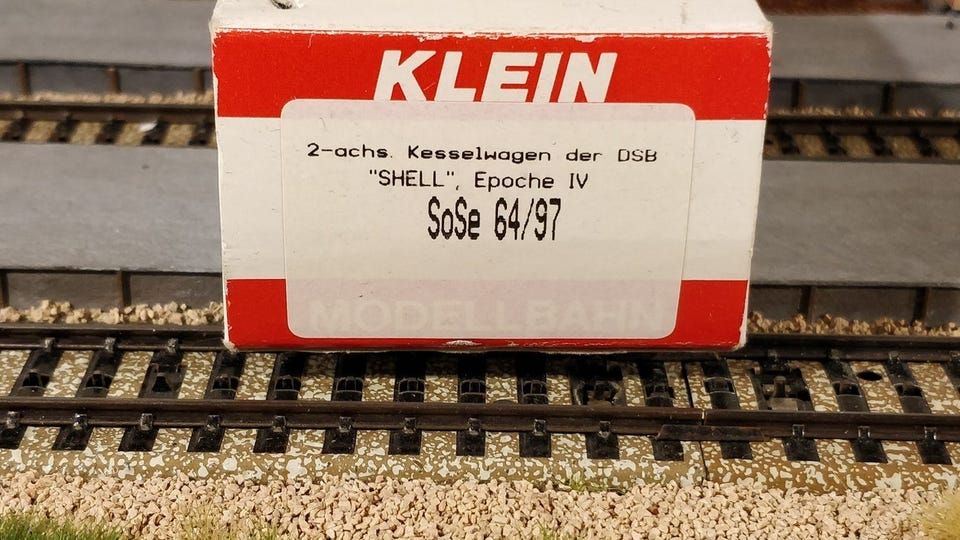 KLEIN
2-achs. Kesselwagen der DSB
"SHELL", Epoche IV
SoSe 64/97
MODELLBAHN